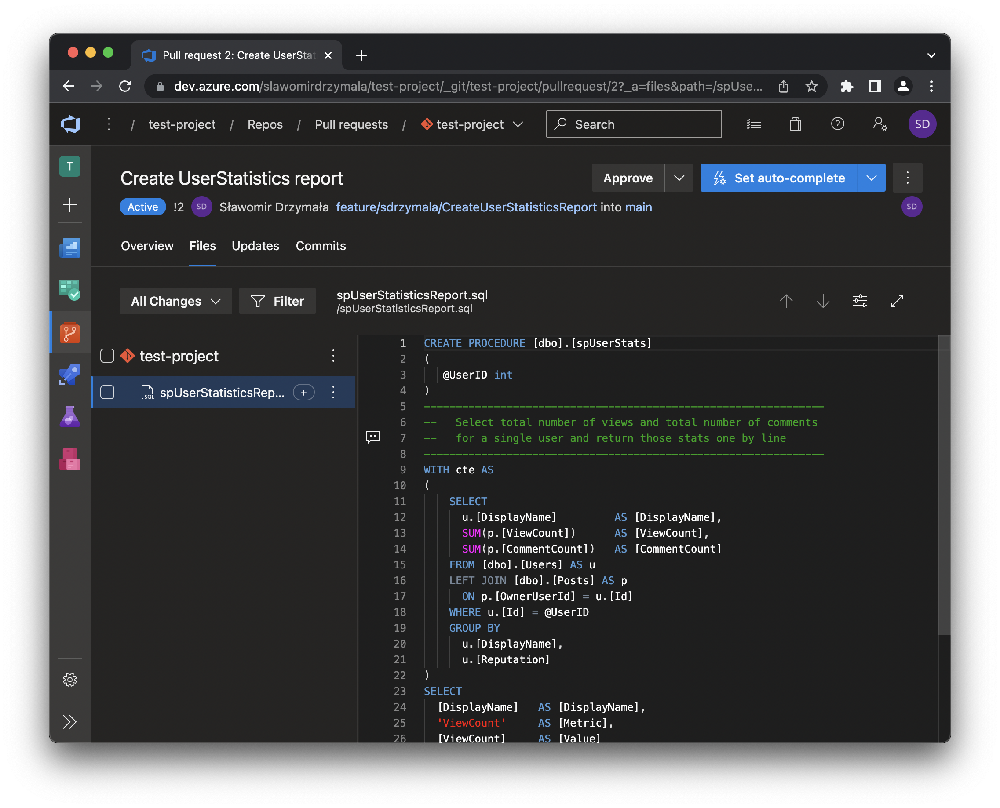 Pull request 2: Create UserStat
dev.azure.com/slawomirdrzymala/test-project/_git/test-project/pullrequest/2?_a=files&path=/spUse...
/ test-project / Repos / Pull requests / test-project Search SD
T
Create UserStatistics report Approve Set auto-complete
Active !2 SD Sławomir Drzymała feature/sdrzymala/CreateUserStatisticsReport into main SD
Overview Files Updates Commits
All Changes Filter
spUserStatisticsReport.sql
/spUserStatisticsReport.sql
test-project
SQL spUserStatisticsRep... +
1 CREATE PROCEDURE [dbo].[spUserStats]
2 (
3 @UserID int
4 )
5 ---------------------------------------------------------------
6 -- Select total number of views and total number of comments
7 -- for a single user and return those stats one by line
8 ---------------------------------------------------------------
9 WITH cte AS
10 (
11 SELECT
12 u.[DisplayName] AS [DisplayName],
13 SUM(p.[ViewCount]) AS [ViewCount],
14 SUM(p.[CommentCount]) AS [CommentCount]
15 FROM [dbo].[Users] AS u
16 LEFT JOIN [dbo].[Posts] AS p
17 ON p.[OwnerUserId] = u.[Id]
18 WHERE u.[Id] = @UserID
19 GROUP BY
20 u.[DisplayName],
21 u.[Reputation]
22 )
23 SELECT
24 [DisplayName] AS [DisplayName],
25 'ViewCount' AS [Metric],
26 [ViewCount] AS [Value]